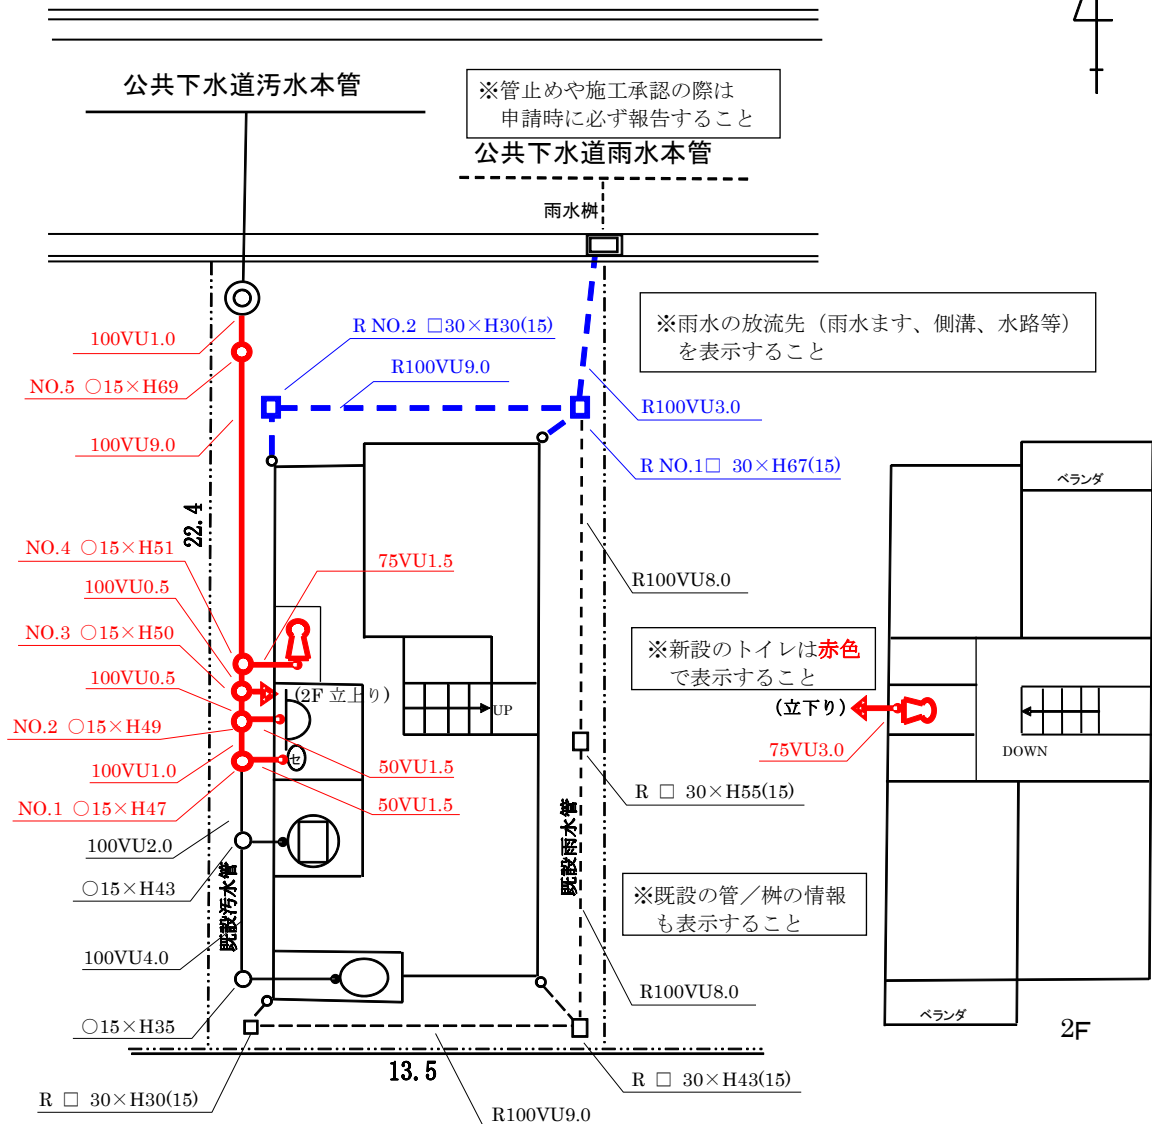 公共下水道汚水本管
※管止めや施工承認の際は
申請時に必ず報告すること
公共下水道雨水本管
雨水桝
100VU1.0
R NO.2 □30×H30(15)
※雨水の放流先（雨水ます、側溝、水路等）
を表示すること
NO.5 ○15×H69
R100VU9.0
R100VU3.0
100VU9.0
R NO.1□ 30×H67(15)
ベランダ
22.4
NO.4 ○15×H51
75VU1.5
100VU0.5
R100VU8.0
NO.3 ○15×H50
※新設のトイレは赤色
で表示すること
100VU0.5
(2F 立上り)
UP
(立下り)
NO.2 ○15×H49
セ
75VU3.0
DOWN
100VU1.0
50VU1.5
NO.1 ○15×H47
50VU1.5
R □ 30×H55(15)
100VU2.0
既設雨水管
○15×H43
既設汚水管
※既設の管／桝の情報
も表示すること
100VU4.0
R100VU8.0
○15×H35
ベランダ
2F
13.5
R □ 30×H43(15)
R □ 30×H30(15)
R100VU9.0